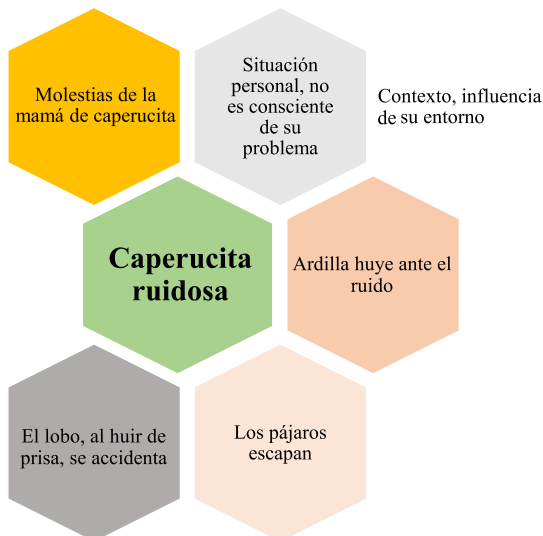 Molestias de la
mamá de caperucita
Situación
personal, no
es consciente
de su
problema
Contexto, influencia
de su entorno
Caperucita
ruidosa
Ardilla huye ante el
ruido
El lobo, al huir de
prisa, se accidenta
Los pájaros
escapan